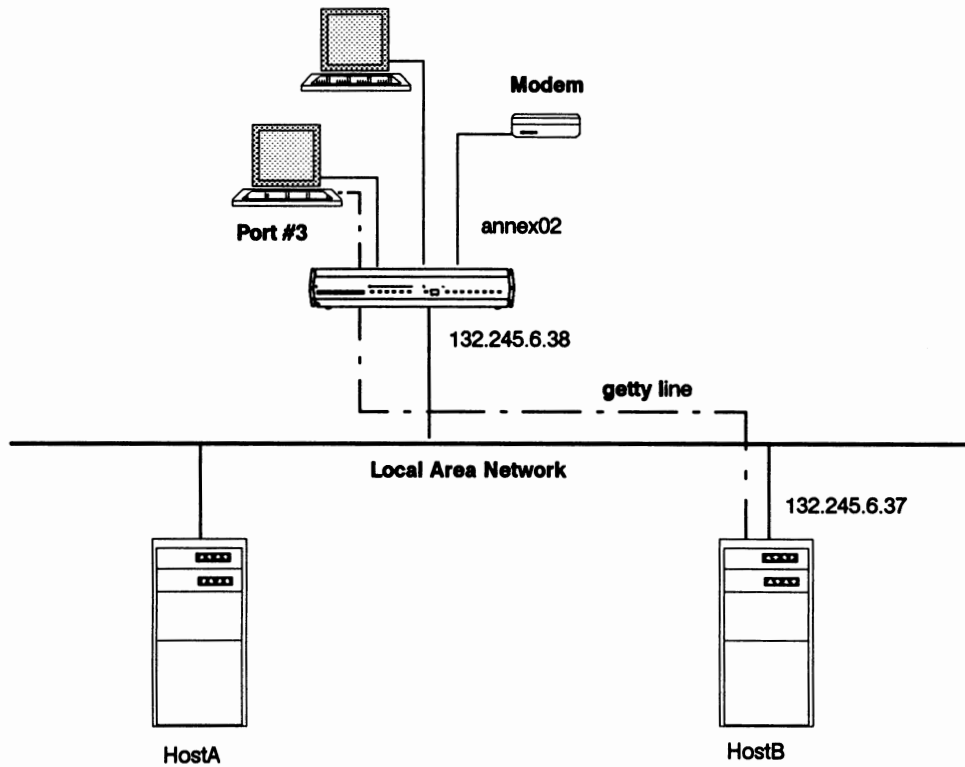 Modem
Port #3
annex02
132.245.6.38
getty line
Local Area Network
132.245.6.37
HostA
HostB